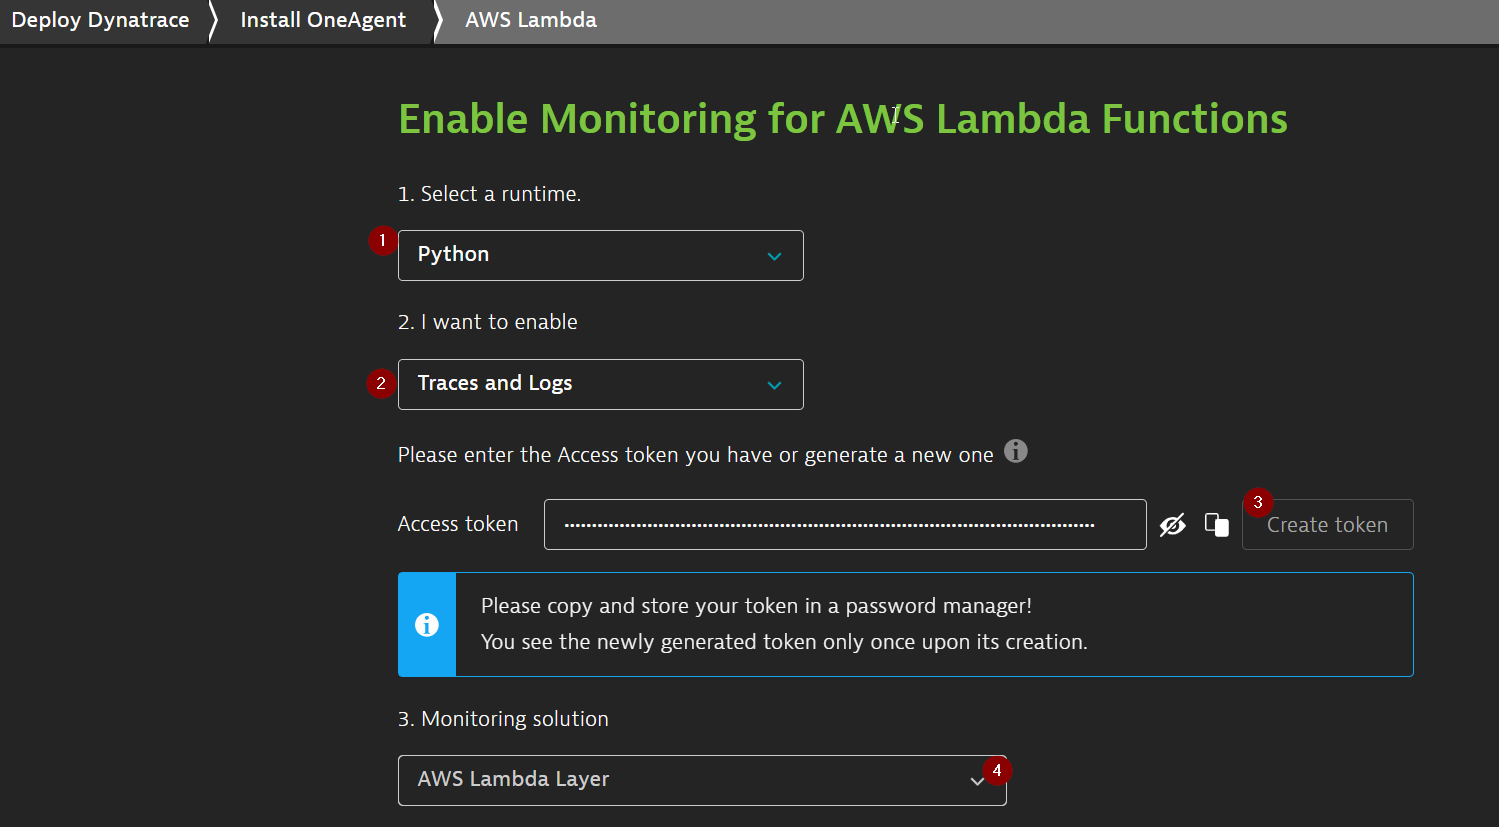 Deploy Dynatrace Install OneAgent AWS Lambda
Enable Monitoring for AWS Lambda Functions
1. Select a runtime.
1 Python
2. I want to enable
2 Traces and Logs
Please enter the Access token you have or generate a new one
Access token 3 Create token
Please copy and store your token in a password manager!
You see the newly generated token only once upon its creation.
3. Monitoring solution
AWS Lambda Layer 4